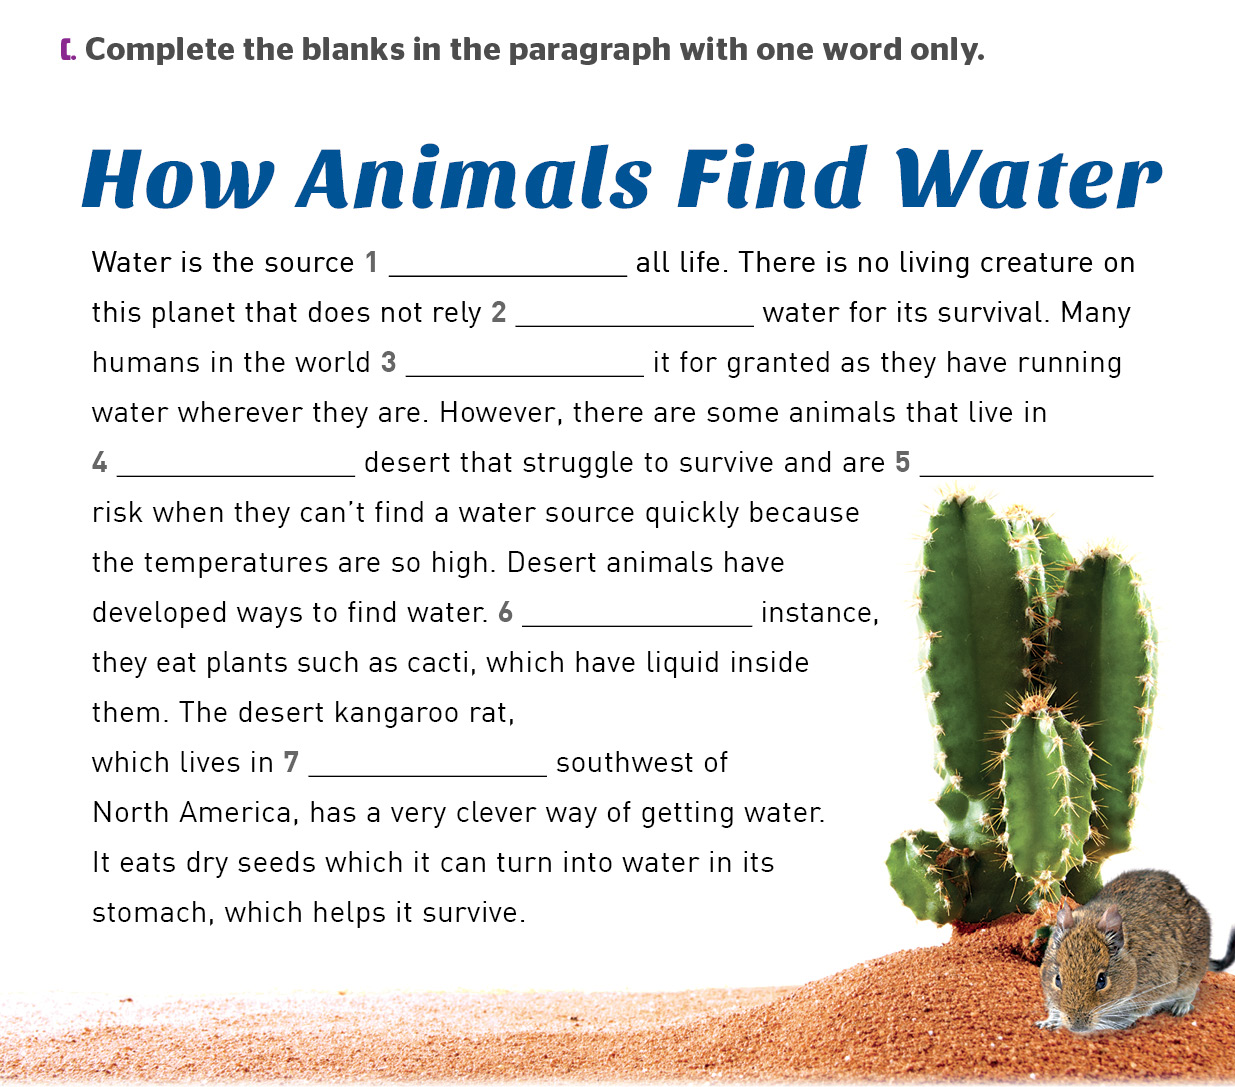 C. Complete the blanks in the paragraph with one word only.
How Animals Find Water
Water is the source 1 ________________ all life. There is no living creature on
this planet that does not rely 2 ________________ water for its survival. Many
humans in the world 3 ________________ it for granted as they have running
water wherever they are. However, there are some animals that live in
4 ________________ desert that struggle to survive and are 5 ________________
risk when they can’t find a water source quickly because
the temperatures are so high. Desert animals have
developed ways to find water. 6 ________________ instance,
they eat plants such as cacti, which have liquid inside
them. The desert kangaroo rat,
which lives in 7 ________________ southwest of
North America, has a very clever way of getting water.
It eats dry seeds which it can turn into water in its
stomach, which helps it survive.